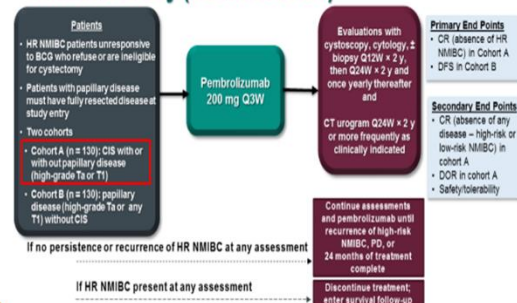 Patients
• HR NMIBC patients unresponsive
to BCG who refuse or are ineligible
for cystectomy
• Patients with papillary disease
must have fully resected disease at
study entry
• Two cohorts
• Cohort A (n = 130): CIS with or
with out papillary disease
(high-grade Ta or T1)
• Cohort B (n = 130): papillary
disease (high-grade Ta or any
T1) without CIS
Pembrolizumab
200 mg Q3W
Evaluations with
cystoscopy, cytology, ±
biopsy Q12W × 2 y,
then Q24W × 2 y and
once yearly thereafter
and
CT urogram Q24W × 2 y
or more frequently as
clinically indicated
Primary End Points
• CR (absence of HR
NMIBC) in Cohort A
• DFS in Cohort B
Secondary End Points
• CR (absence of any
disease – high-risk or
low-risk NMIBC) in
cohort A
• DOR in cohort A
• Safety/tolerability
If no persistence or recurrence of HR NMIBC at any assessment
Continue assessments
and pembrolizumab until
recurrence of high-risk
NMIBC, PD, or
24 months of treatment
complete
If HR NMIBC present at any assessment
Discontinue treatment;
enter survival follow-up